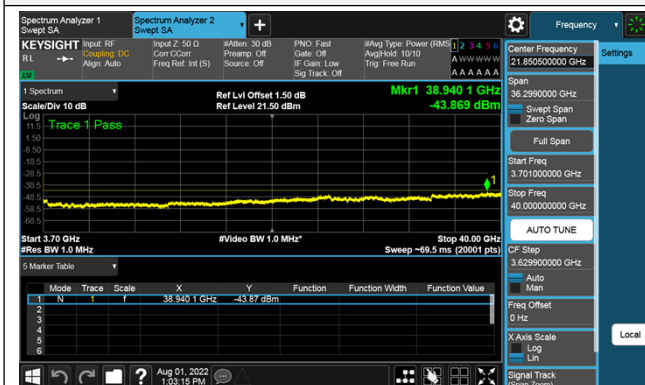 Spectrum Analyzer 1
Swept SA
Spectrum Analyzer 2
Swept SA
Frequency
KEYSIGHT
RL
Input: RF
Coupling: DC
Align: Auto
Input Z: 50 Ω
Corr CCorr
Freq Ref: Int (S)
#Atten: 30 dB
Preamp: Off
Source: Off
PNO: Fast
Gate: Off
IF Gain: Low
Sig Track: Off
#Avg Type: Power (RMS
Avg|Hold: 10/10
Trig: Free Run
1 2 3 4 5 6
A W W W W W
A A A A A A
1 Spectrum
Scale/Div 10 dB
Log
Ref Lvl Offset 1.50 dB
Ref Level 21.50 dBm
Mkr1 38.940 1 GHz
-43.869 dBm
Trace 1 Pass
11.5
1.50
-8.50
-18.5
-28.5
-38.5
-48.5
-58.5
-68.5
1
Start 3.70 GHz
#Res BW 1.0 MHz
#Video BW 1.0 MHz*
Stop 40.00 GHz
Sweep ~69.5 ms (20001 pts)
5 Marker Table
Mode Trace Scale X Y Function Function Width Function Value
1 N 1 f 38.940 1 GHz -43.87 dBm
2
3
4
5
6
Aug 01, 2022
1:03:15 PM
Center Frequency
21.850500000 GHz
Span
36.2990000 GHz
Swept Span
Zero Span
Full Span
Start Freq
3.701000000 GHz
Stop Freq
40.000000000 GHz
AUTO TUNE
CF Step
3.629900000 GHz
Auto
Man
Freq Offset
0 Hz
X Axis Scale
Log
Lin
Signal Track
(Span Zoom)
Settings
Local